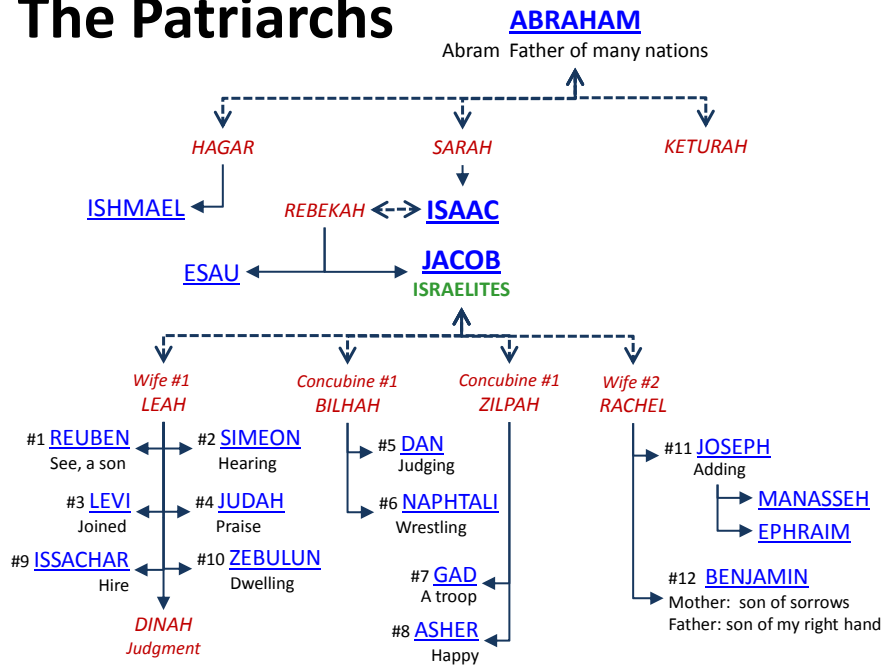 The Patriarchs
ABRAHAM
Abram Father of many nations
HAGAR
SARAH
KETURAH
ISHMAEL
REBEKAH
ISAAC
ESAU
JACOB
ISRAELITES
Wife #1
LEAH
Concubine #1
BILHAH
Concubine #1
ZILPAH
Wife #2
RACHEL
#1 REUBEN
See, a son
#2 SIMEON
Hearing
#3 LEVI
Joined
#4 JUDAH
Praise
#9 ISSACHAR
Hire
#10 ZEBULUN
Dwelling
DINAH
Judgment
#5 DAN
Judging
#6 NAPHTALI
Wrestling
#7 GAD
A troop
#8 ASHER
Happy
#11 JOSEPH
Adding
MANASSEH
EPHRAIM
#12 BENJAMIN
Mother: son of sorrows
Father: son of my right hand